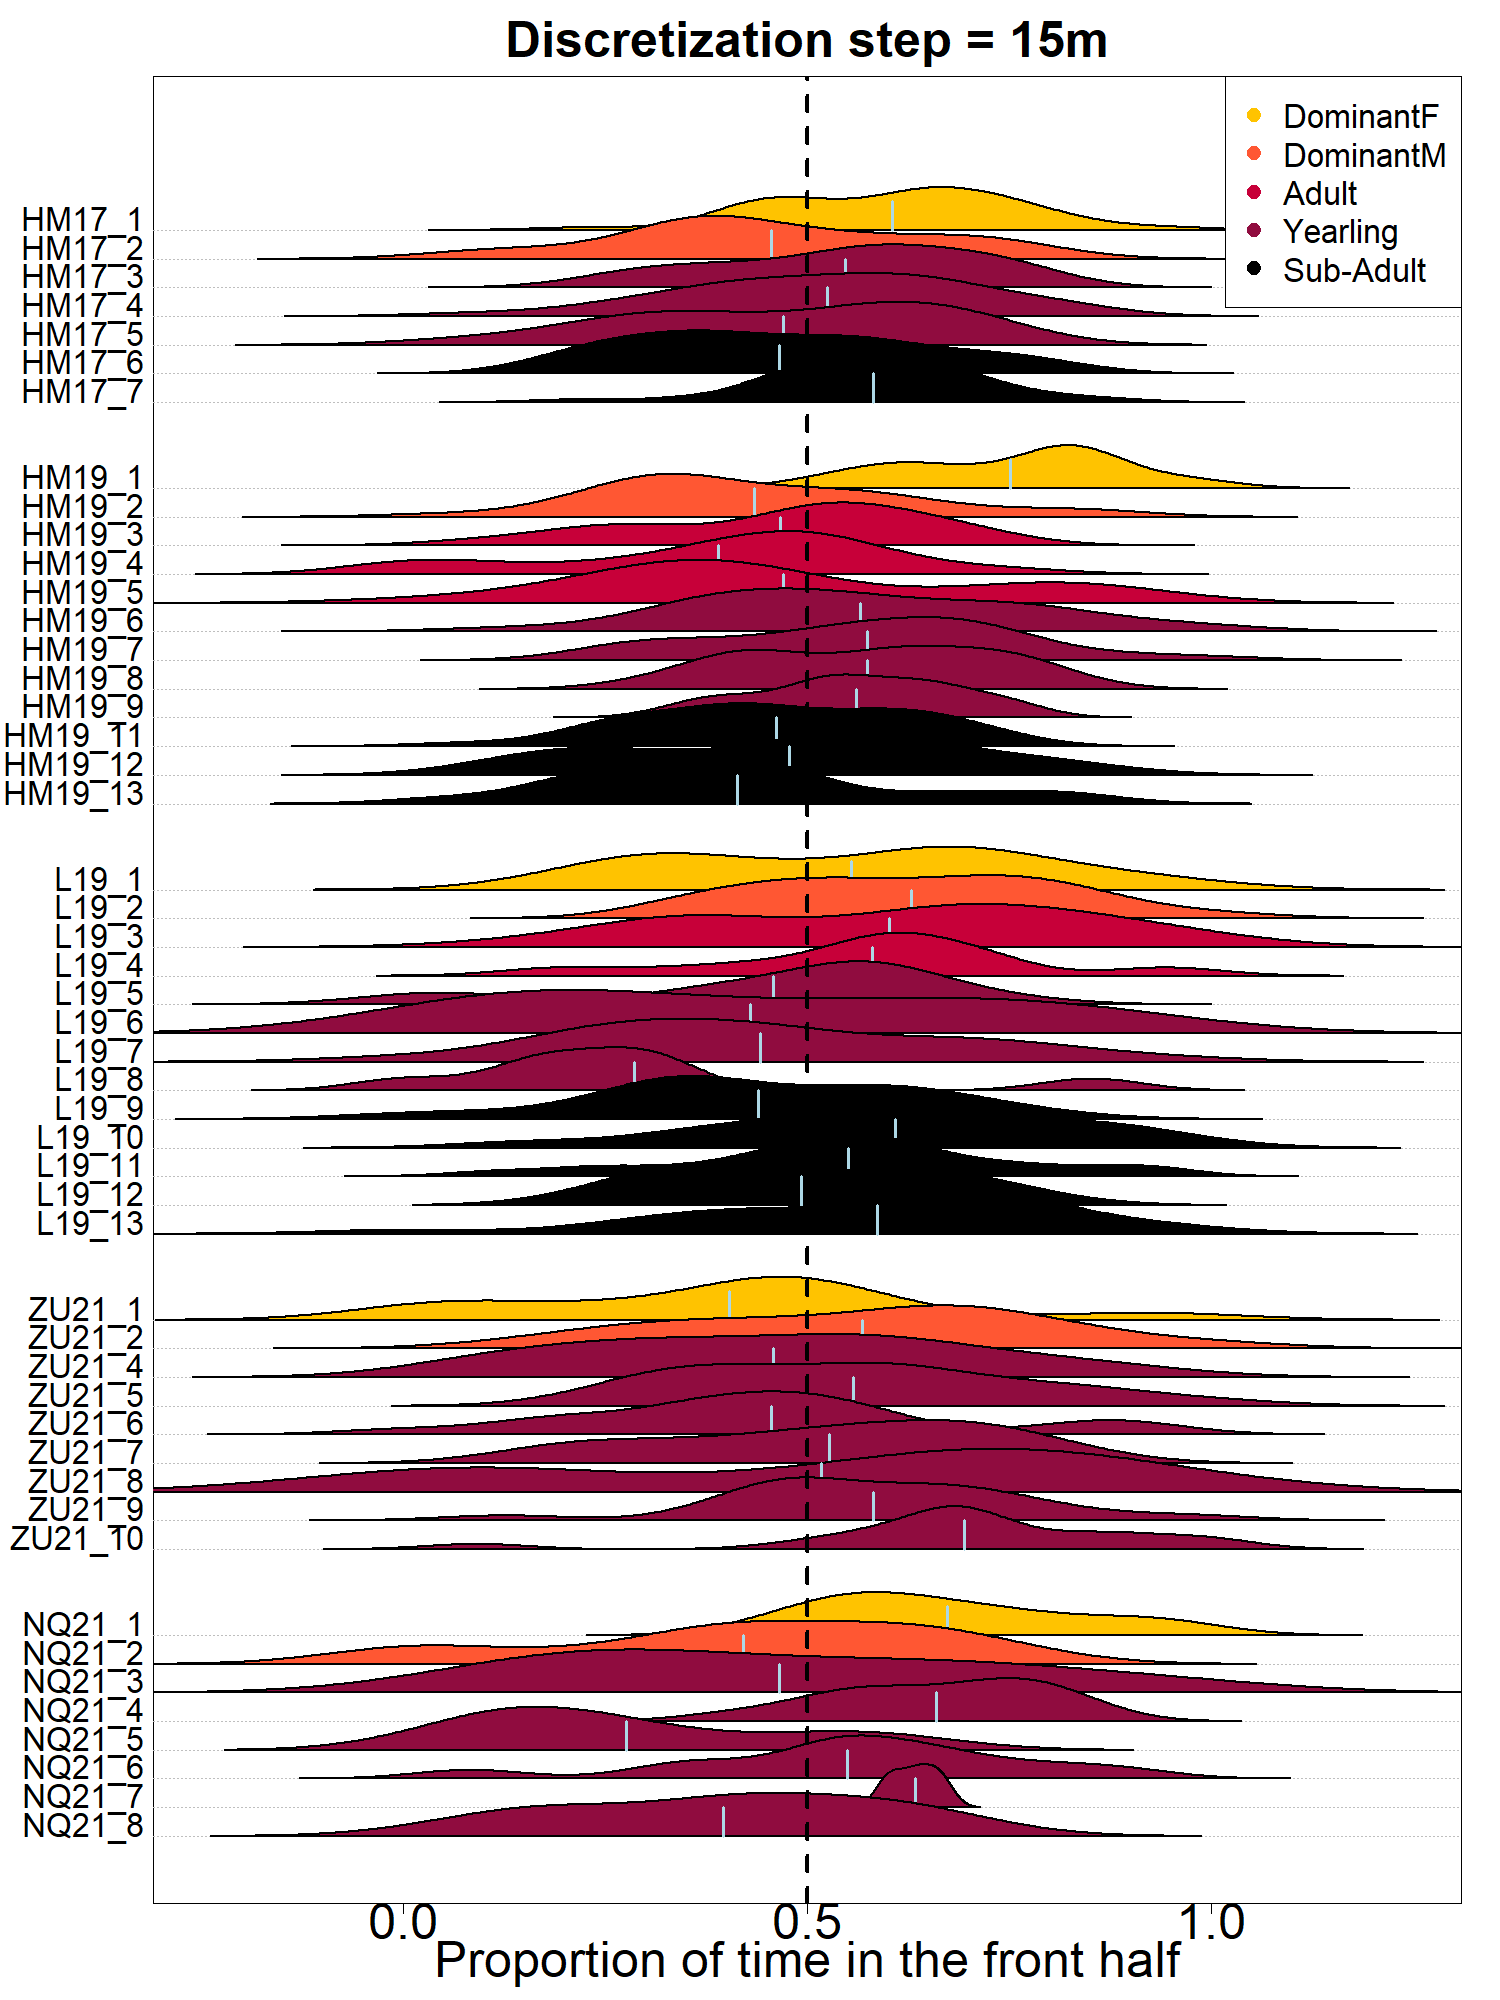 Discretization step = 15m
DominantF
DominantM
Adult
Yearling
Sub-Adult
HM17_1
HM17_2
HM17_3
HM17_4
HM17_5
HM17_6
HM17_7
HM19_1
HM19_2
HM19_3
HM19_4
HM19_5
HM19_6
HM19_7
HM19_8
HM19_9
HM19_11
HM19_12
HM19_13
L19_1
L19_2
L19_3
L19_4
L19_5
L19_6
L19_7
L19_8
L19_9
L19_10
L19_11
L19_12
L19_13
ZU21_1
ZU21_2
ZU21_4
ZU21_5
ZU21_6
ZU21_7
ZU21_8
ZU21_9
ZU21_10
NQ21_1
NQ21_2
NQ21_3
NQ21_4
NQ21_5
NQ21_6
NQ21_7
NQ21_8
0.0 0.5 1.0
Proportion of time in the front half